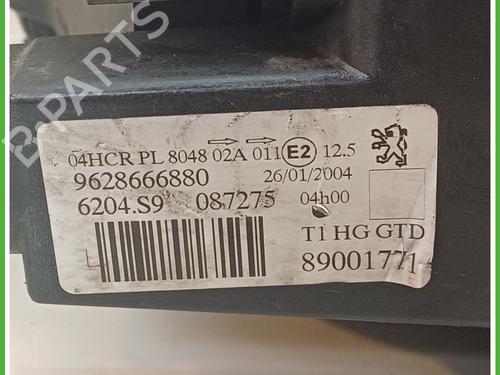 B-PARTS
04HCR PL 8048 02A 011 E2 12.5
9628666880 26/01/2004
6204.S9 087275 04h00
T1 HG GTD
L 89001771